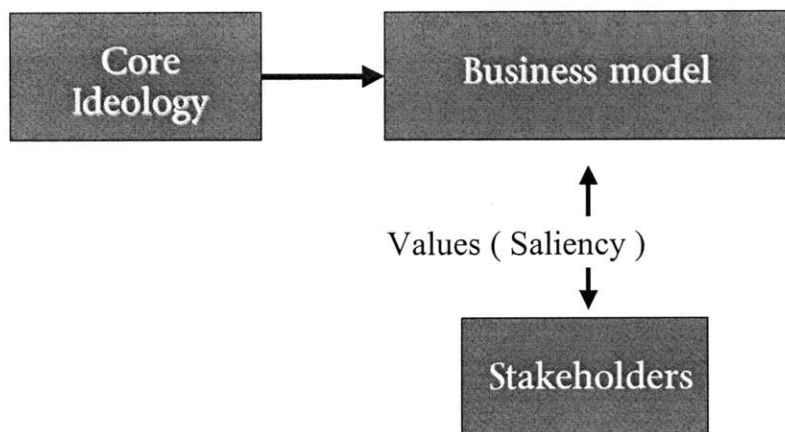 Core
Ideology
Business model
Values ( Saliency )
Stakeholders